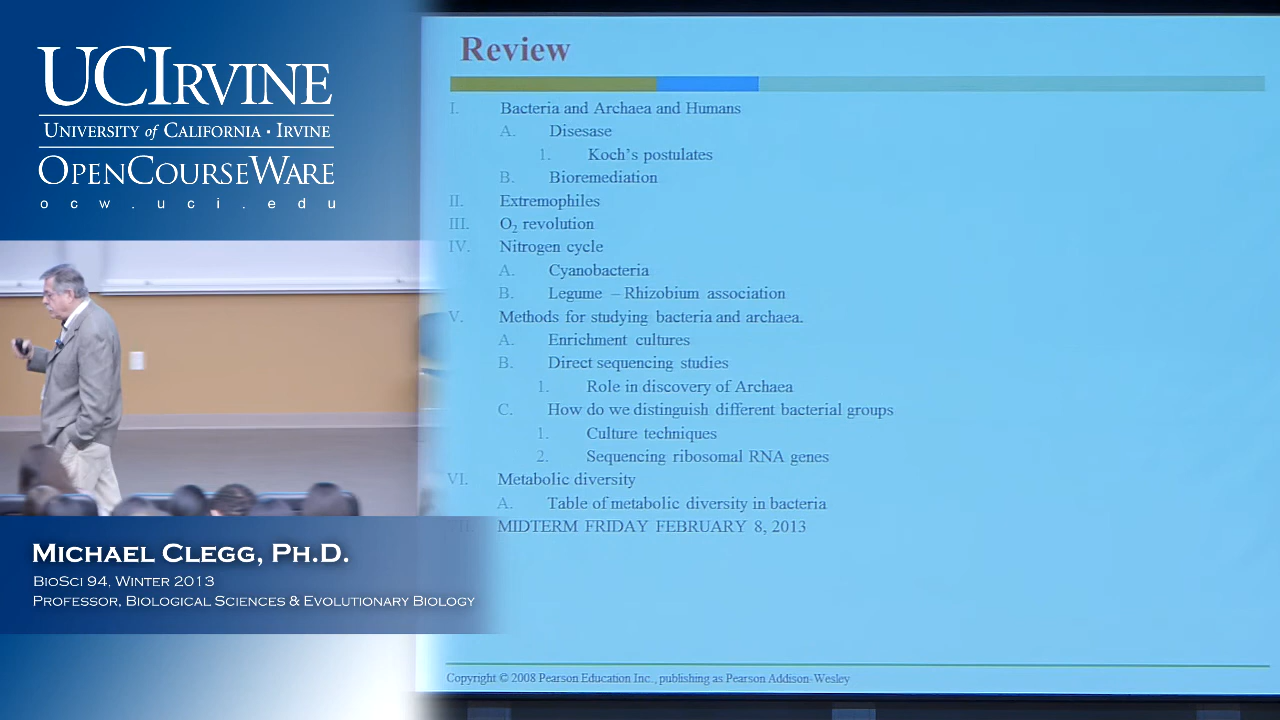 UCIRVINE
UNIVERSITY of CALIFORNIA · IRVINE
OPENCOURSEWARE
ocw.uci.edu
MICHAEL CLEGG, PH.D.
BIOSCI 94, WINTER 2013
PROFESSOR, BIOLOGICAL SCIENCES & EVOLUTIONARY BIOLOGY
Review
I. Bacteria and Archaea and Humans
A. Disesase
1. Koch's postulates
B. Bioremediation
II. Extremophiles
III. O₂ revolution
IV. Nitrogen cycle
A. Cyanobacteria
B. Legume – Rhizobium association
V. Methods for studying bacteria and archaea.
A. Enrichment cultures
B. Direct sequencing studies
1. Role in discovery of Archaea
C. How do we distinguish different bacterial groups
1. Culture techniques
2. Sequencing ribosomal RNA genes
VI. Metabolic diversity
A. Table of metabolic diversity in bacteria
VII. MIDTERM FRIDAY FEBRUARY 8, 2013
Copyright © 2008 Pearson Education Inc., publishing as Pearson Addison-Wesley